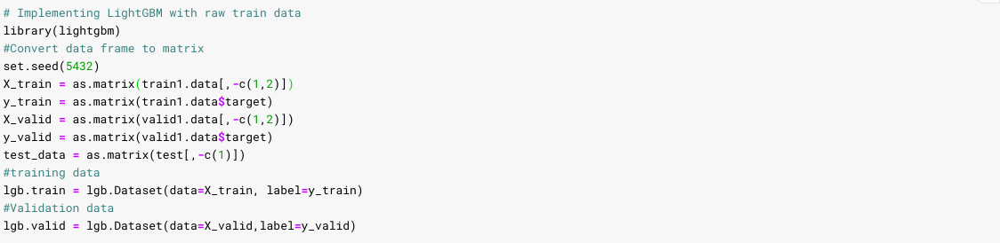 # Implementing LightGBM with raw train data
library(lightgbm)
#Convert data frame to matrix
set.seed(5432)
X_train = as.matrix(train1.data[,-c(1,2)])
y_train = as.matrix(train1.data$target)
X_valid = as.matrix(valid1.data[,-c(1,2)])
y_valid = as.matrix(valid1.data$target)
test_data = as.matrix(test[,-c(1)])
#training data
lgb.train = lgb.Dataset(data=X_train, label=y_train)
#Validation data
lgb.valid = lgb.Dataset(data=X_valid,label=y_valid)